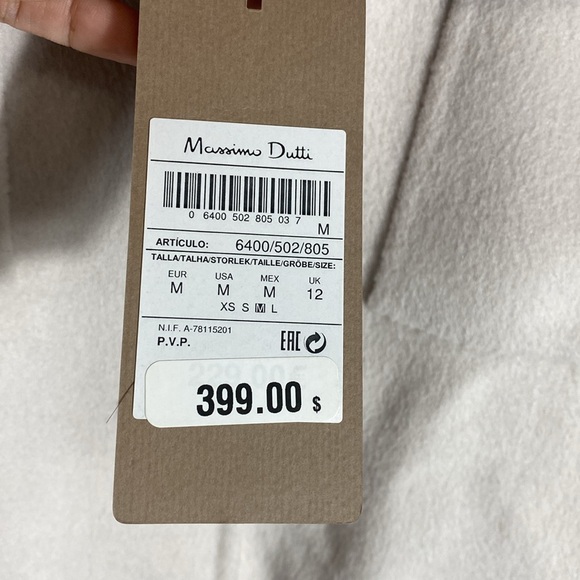 Massimo Dutti
0 6400 502 805 03 7
M
ARTÍCULO: 6400/502/805
TALLA/TALHA/STORLEK/TAILLE/GRÖBE/SIZE:
EUR USA MEX UK
M M M 12
XS S M L
N.I.F. A-78115201
P.V.P. EAC
399.00 $